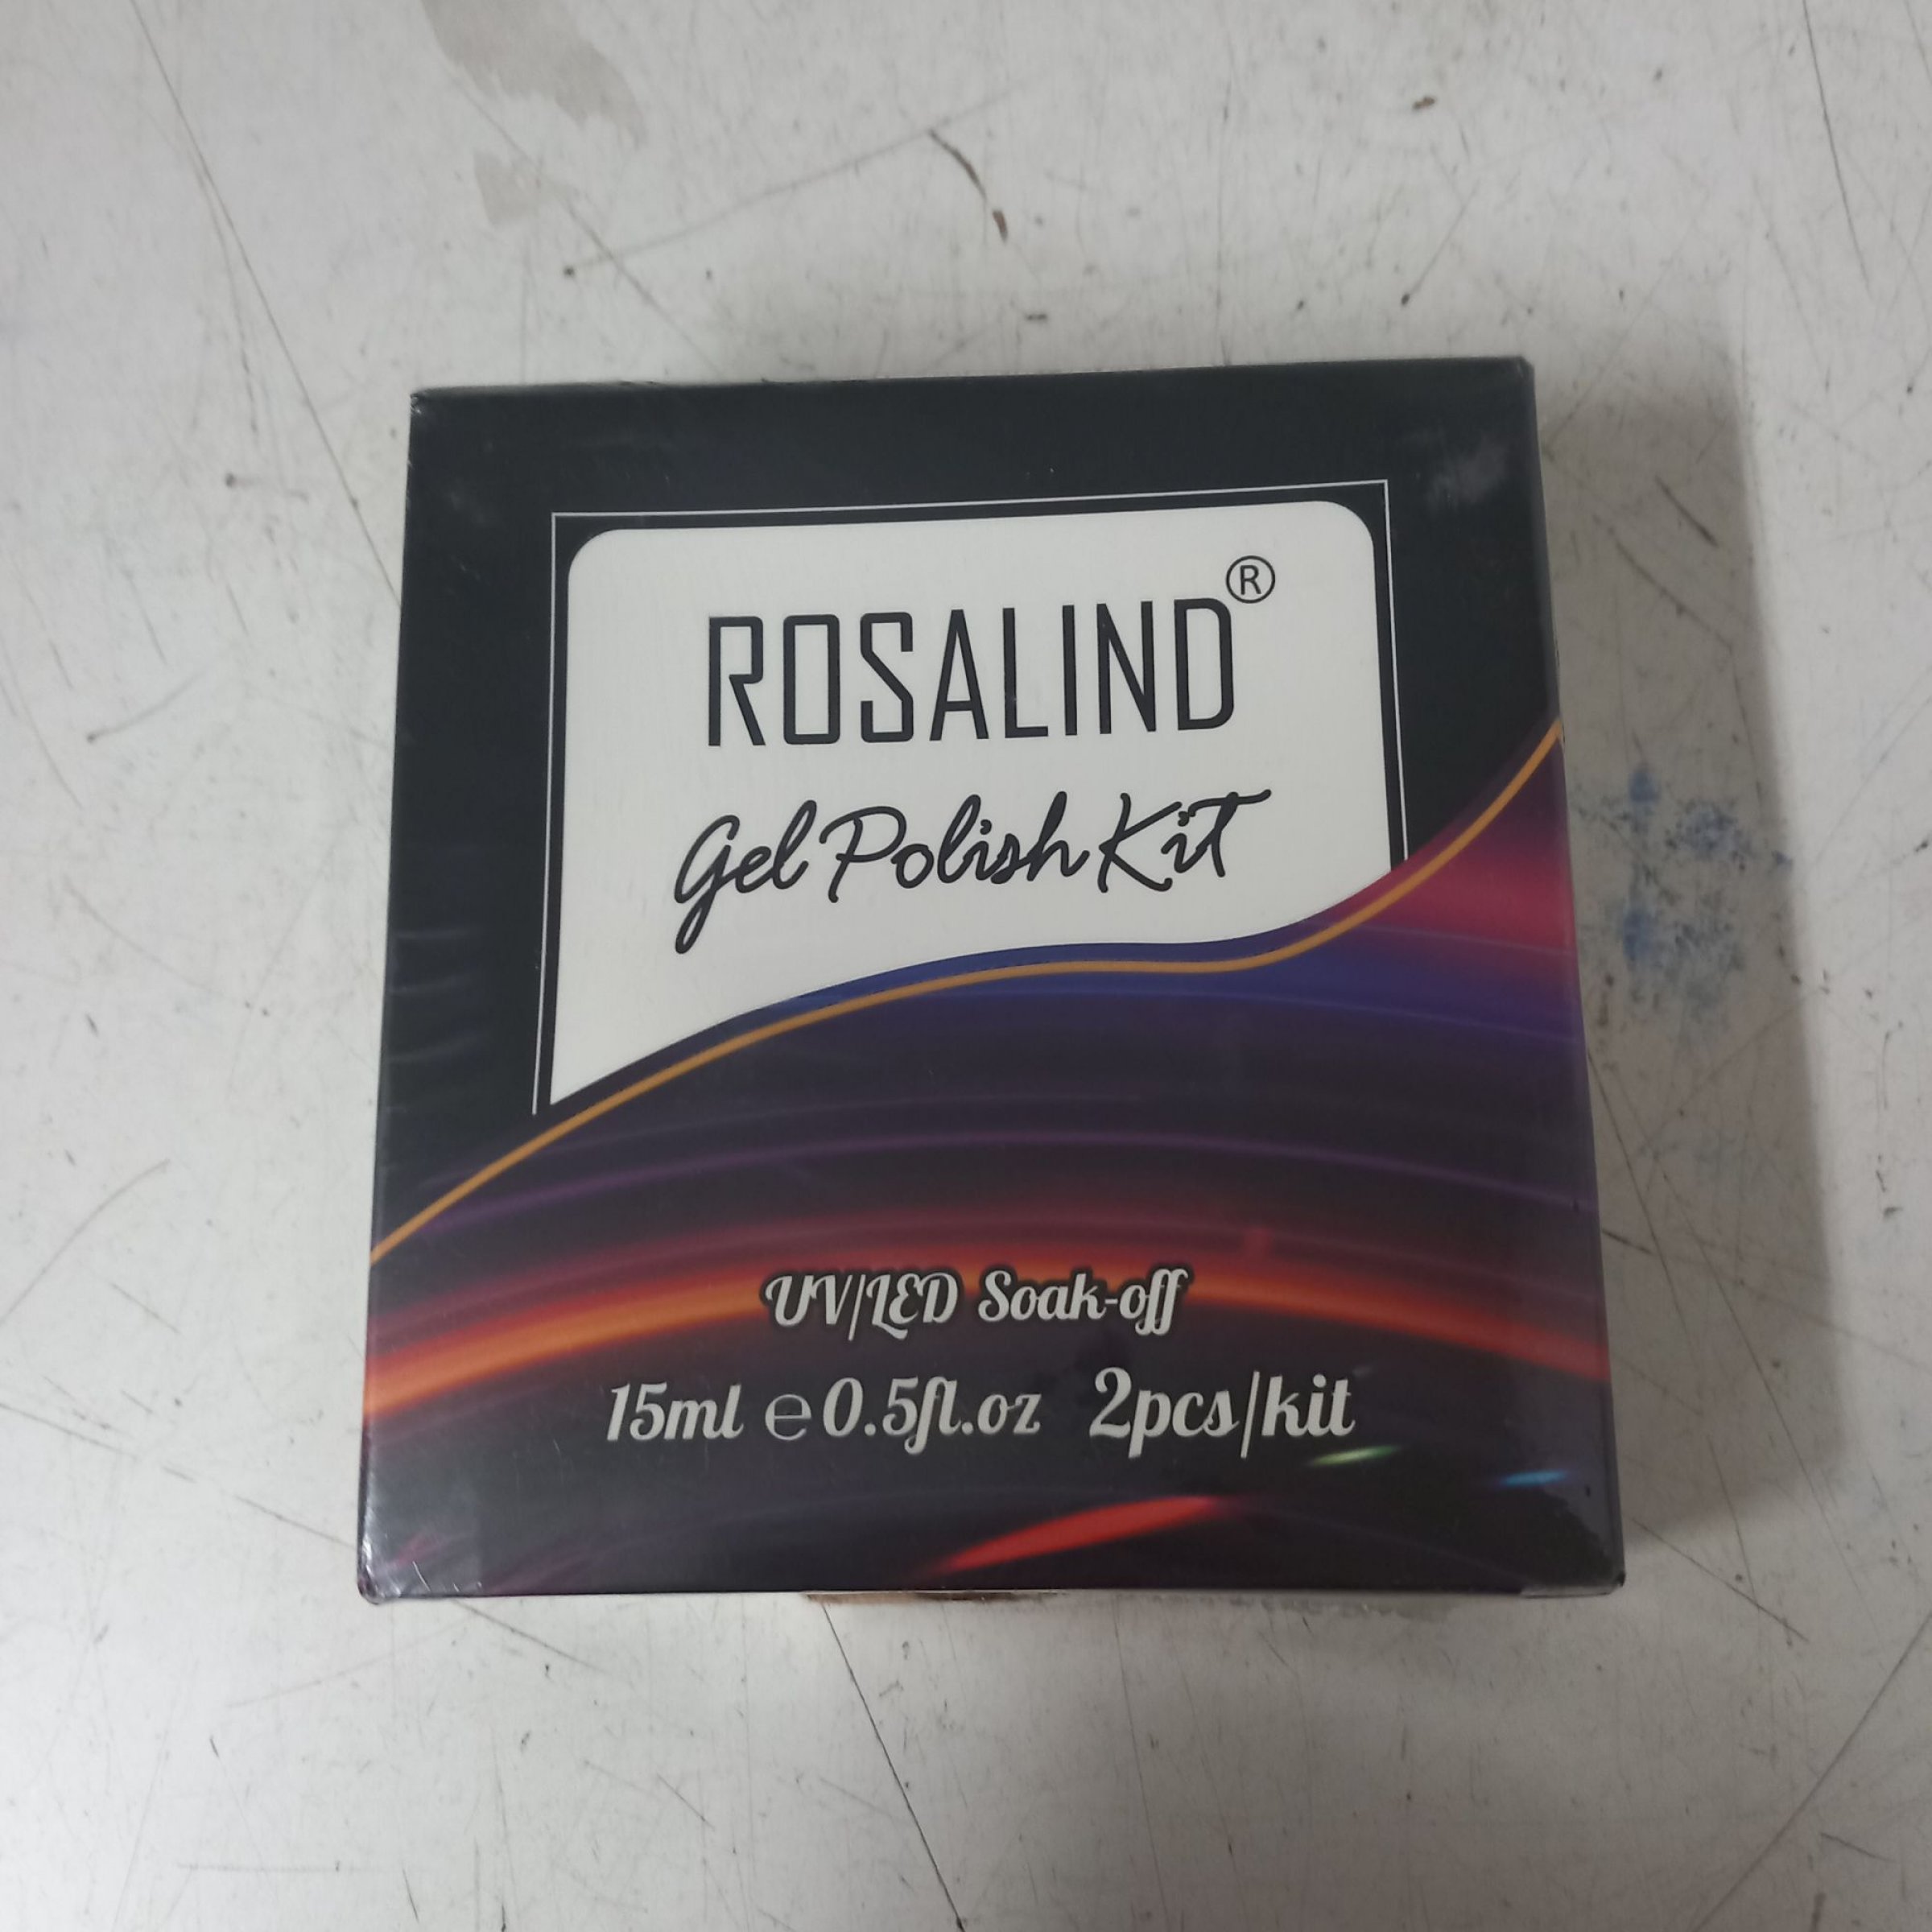 ROSALIND®
Gel Polish Kit
UV/LED Soak-off
15ml ℮ 0.5fl.oz 2pcs/kit